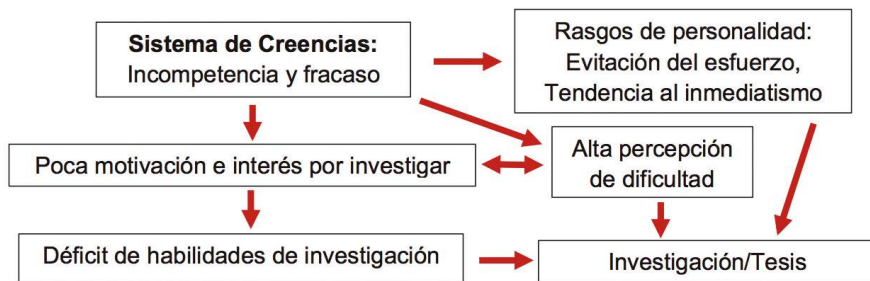 Sistema de Creencias:
Incompetencia y fracaso
Rasgos de personalidad:
Evitación del esfuerzo,
Tendencia al inmediatismo
Poca motivación e interés por investigar
Alta percepción
de dificultad
Déficit de habilidades de investigación
Investigación/Tesis